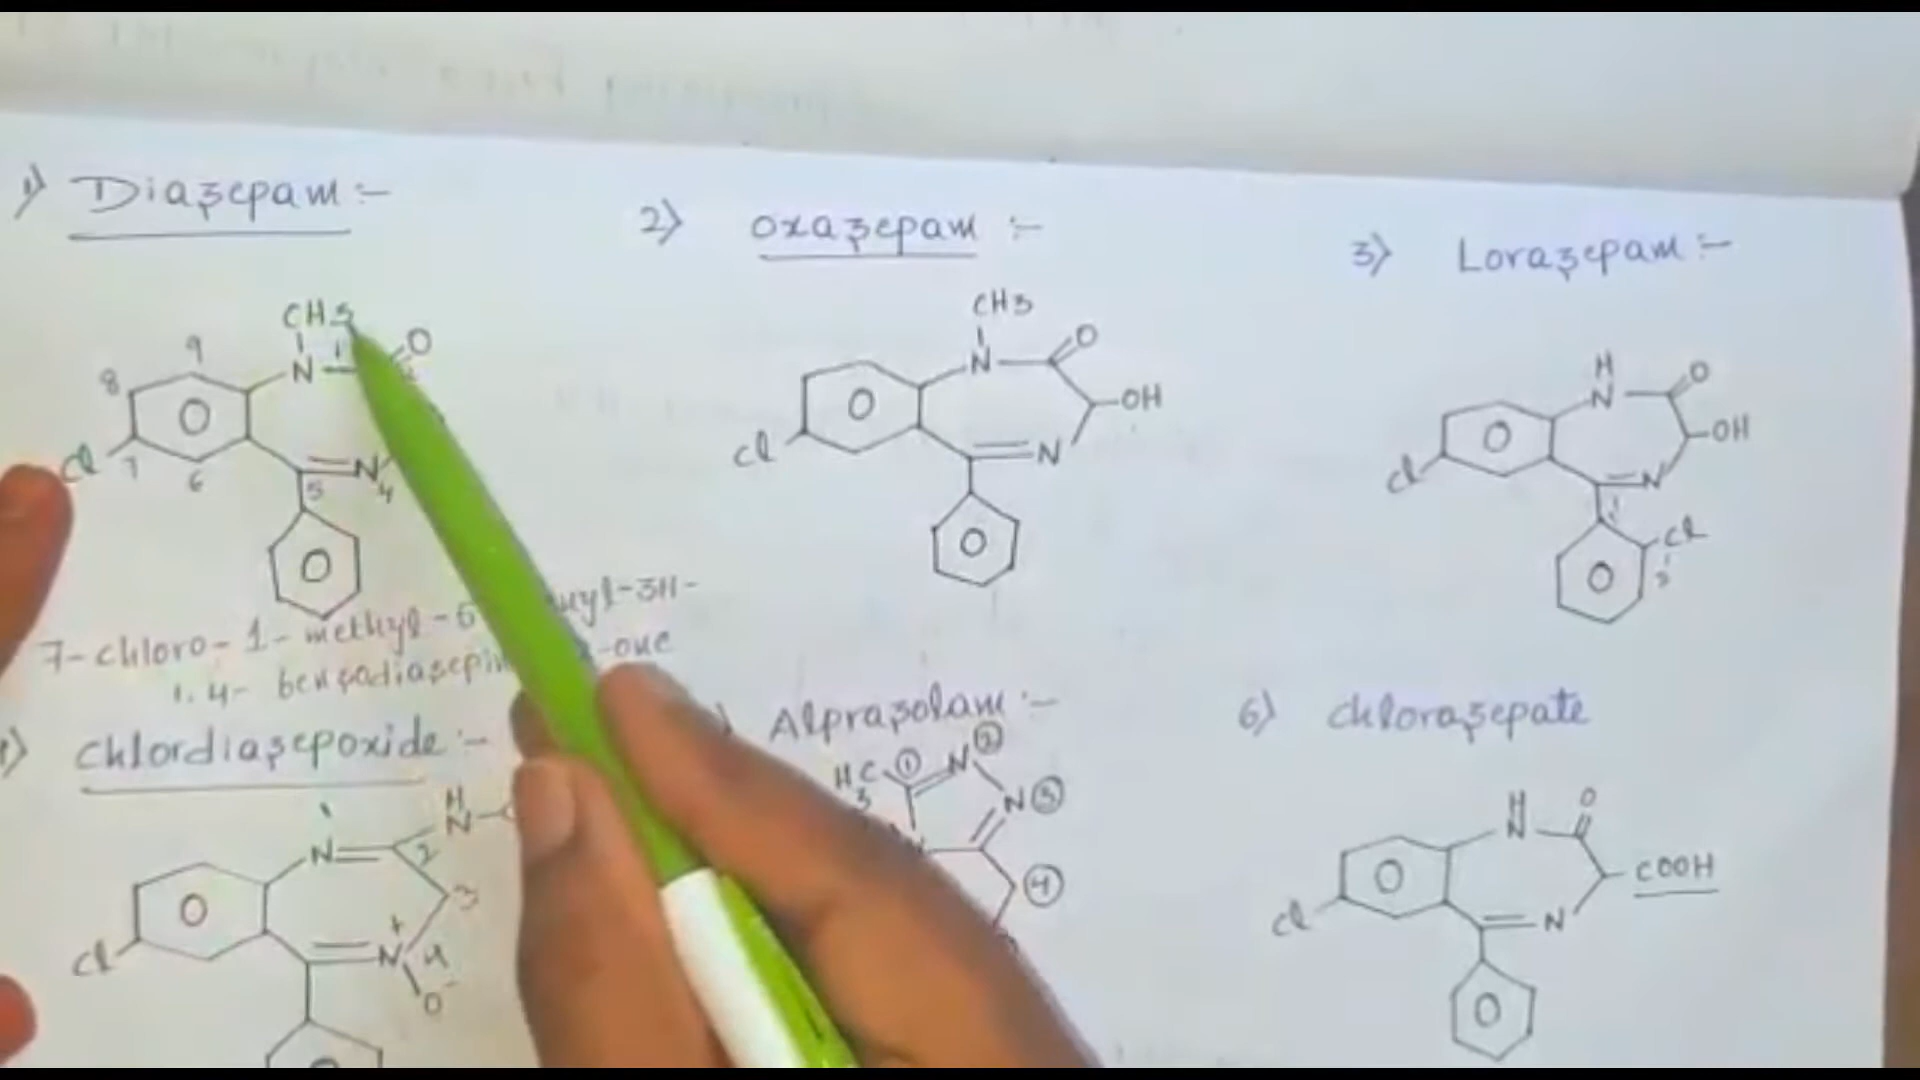 1) Diazepam :-
2) Oxazepam :-
3) Lorazepam :-
CH3
N
1
O
9
8
7
6
5
N
4
Cl
CH3
N
O
OH
N
Cl
H
N
O
OH
N
Cl
Cl
7-chloro-1-methyl-5 -3H-
1,4- -one
chlordiazepoxide :-
Alprazolam :-
6) chlorazepate
H
N
N
2
3
+
N
4
O-
Cl
H3C
1
N
2
N
3
4
H
N
O
COOH
N
Cl